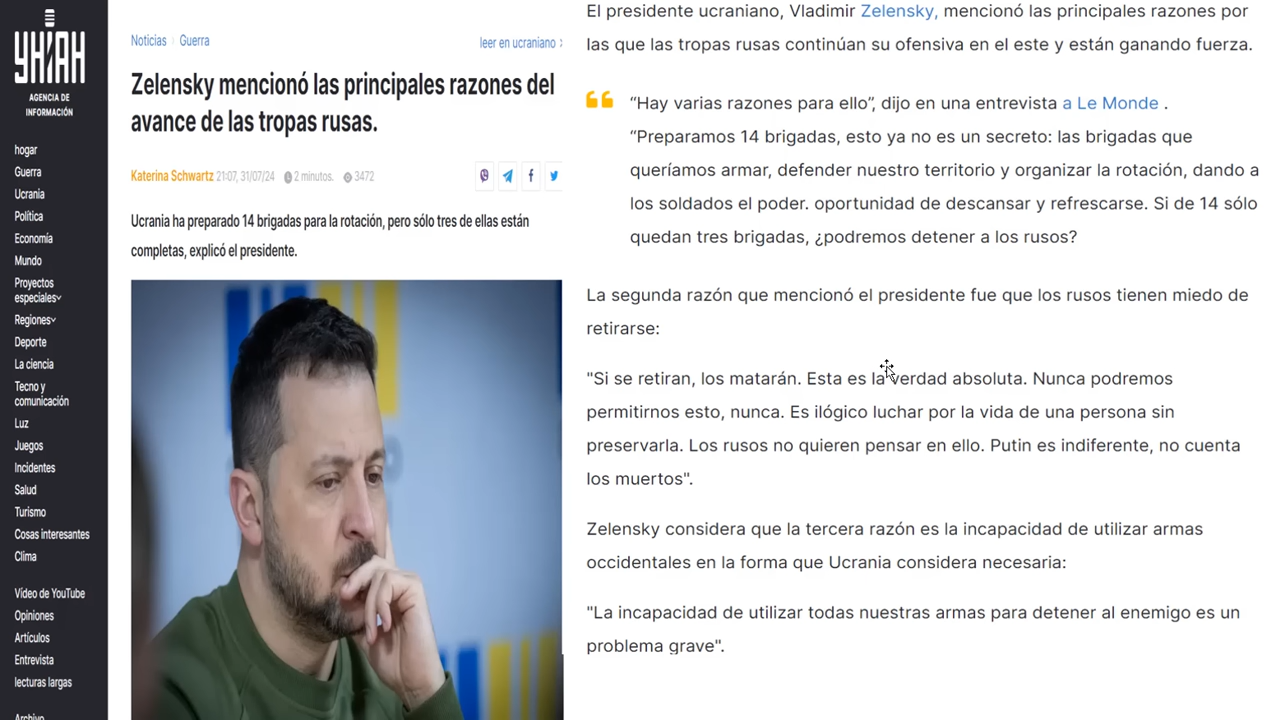 УНІАН
AGENCIA DE
INFORMACIÓN
hogar
Guerra
Ucrania
Política
Economía
Mundo
Proyectos
especiales
Regiones
Deporte
La ciencia
Tecno y
comunicación
Luz
Juegos
Incidentes
Salud
Turismo
Cosas interesantes
Clima
Vídeo de YouTube
Opiniones
Artículos
Entrevista
lecturas largas
Archivo
Noticias › Guerra
leer en ucraniano ›
Zelensky mencionó las principales razones del
avance de las tropas rusas.
Katerina Schwartz 21:07, 31/07/24 2 minutos. 3472
Ucrania ha preparado 14 brigadas para la rotación, pero sólo tres de ellas están
completas, explicó el presidente.
El presidente ucraniano, Vladimir Zelensky, mencionó las principales razones por
las que las tropas rusas continúan su ofensiva en el este y están ganando fuerza.
“Hay varias razones para ello”, dijo en una entrevista a Le Monde .
“Preparamos 14 brigadas, esto ya no es un secreto: las brigadas que
queríamos armar, defender nuestro territorio y organizar la rotación, dando a
los soldados el poder. oportunidad de descansar y refrescarse. Si de 14 sólo
quedan tres brigadas, ¿podremos detener a los rusos?
La segunda razón que mencionó el presidente fue que los rusos tienen miedo de
retirarse:
"Si se retiran, los matarán. Esta es la verdad absoluta. Nunca podremos
permitirnos esto, nunca. Es ilógico luchar por la vida de una persona sin
preservarla. Los rusos no quieren pensar en ello. Putin es indiferente, no cuenta
los muertos".
Zelensky considera que la tercera razón es la incapacidad de utilizar armas
occidentales en la forma que Ucrania considera necesaria:
"La incapacidad de utilizar todas nuestras armas para detener al enemigo es un
problema grave".